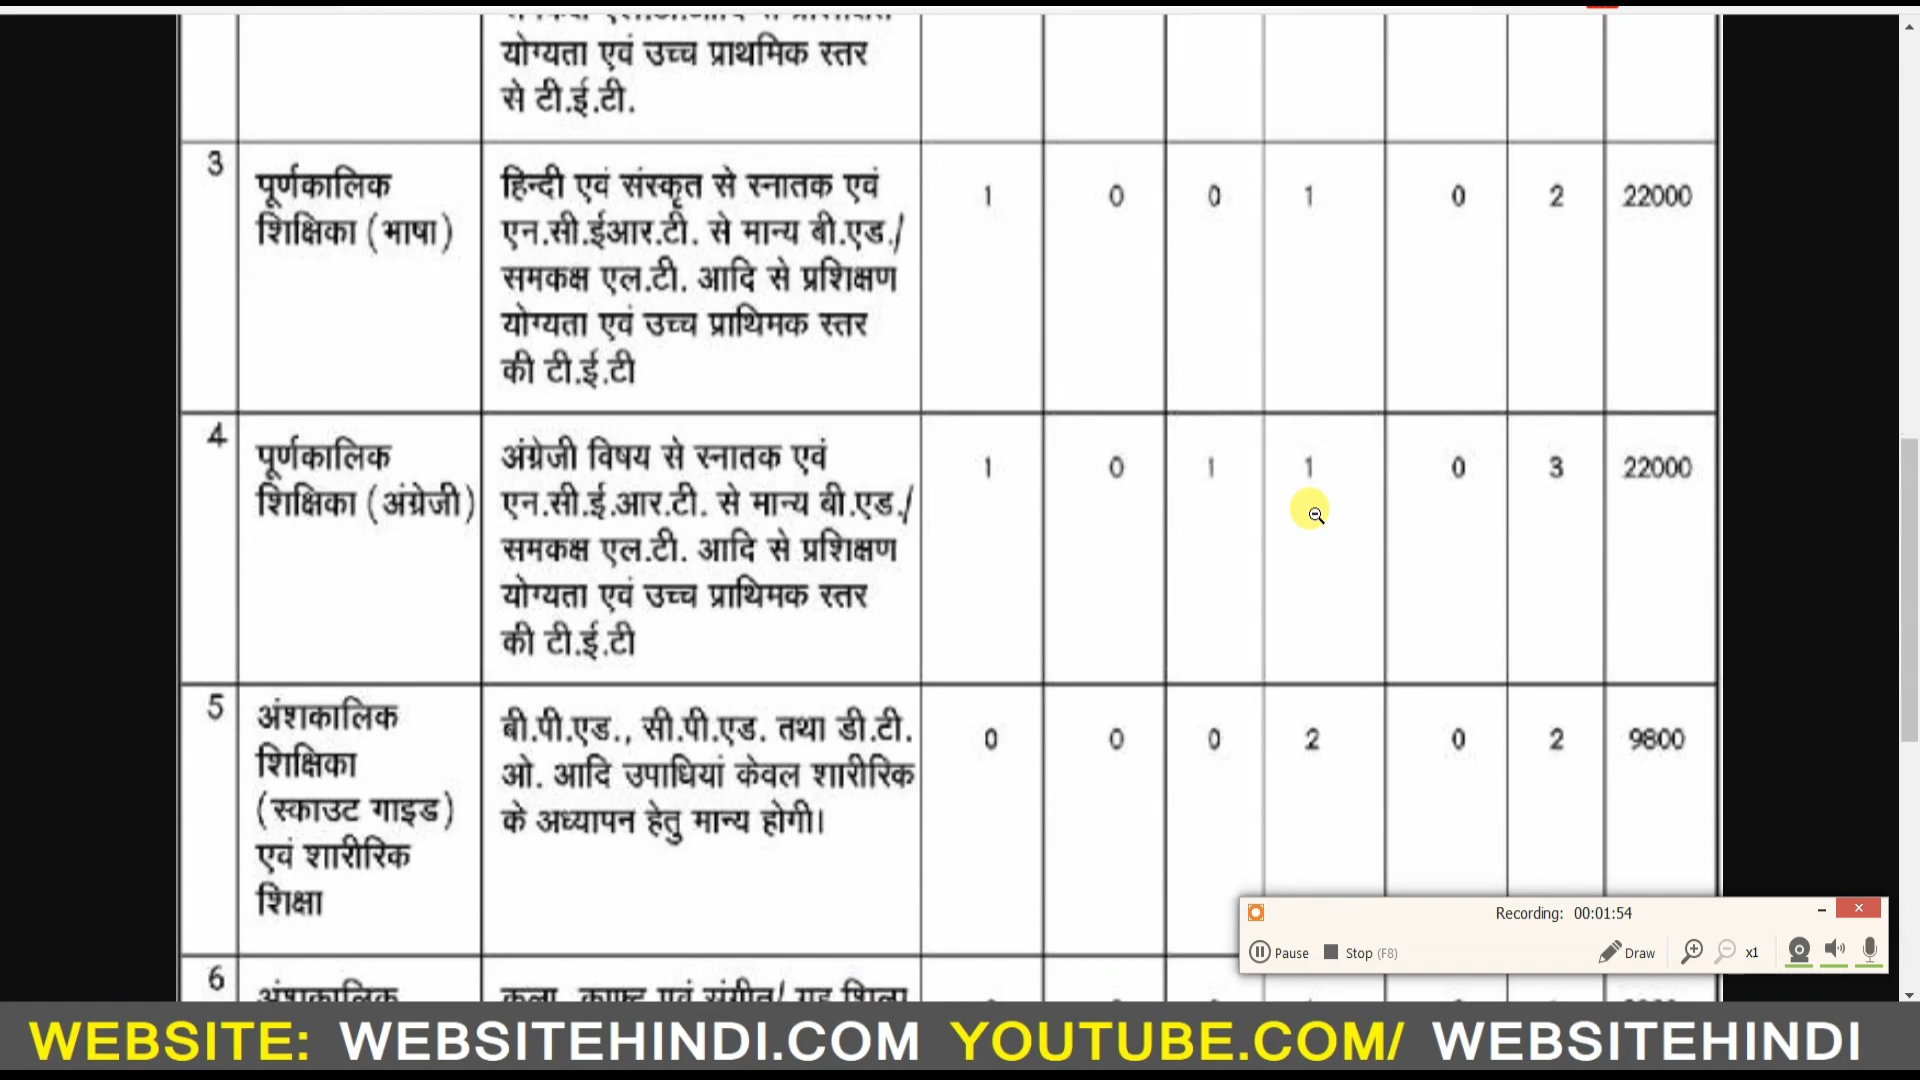 योग्यता एवं उच्च प्राथमिक स्तर
से टी.ई.टी.
3
पूर्णकालिक
शिक्षिका (भाषा)
हिन्दी एवं संस्कृत से स्नातक एवं
एन.सी.ईआर.टी. से मान्य बी.एड./
समकक्ष एल.टी. आदि से प्रशिक्षण
योग्यता एवं उच्च प्राथिमक स्तर
की टी.ई.टी
1 0 0 1 0 2 22000
4
पूर्णकालिक
शिक्षिका (अंग्रेजी)
अंग्रेजी विषय से स्नातक एवं
एन.सी.ई.आर.टी. से मान्य बी.एड./
समकक्ष एल.टी. आदि से प्रशिक्षण
योग्यता एवं उच्च प्राथिमक स्तर
की टी.ई.टी
1 0 1 1 0 3 22000
5
अंशकालिक
शिक्षिका
(स्काउट गाइड)
एवं शारीरिक
शिक्षा
बी.पी.एड., सी.पी.एड. तथा डी.टी.
ओ. आदि उपाधियां केवल शारीरिक
के अध्यापन हेतु मान्य होगी।
0 0 0 2 0 2 9800
6
अंशकालिक
Recording: 00:01:54
Pause Stop (F8) Draw x1
WEBSITE: WEBSITEHINDI.COM YOUTUBE.COM/ WEBSITEHINDI